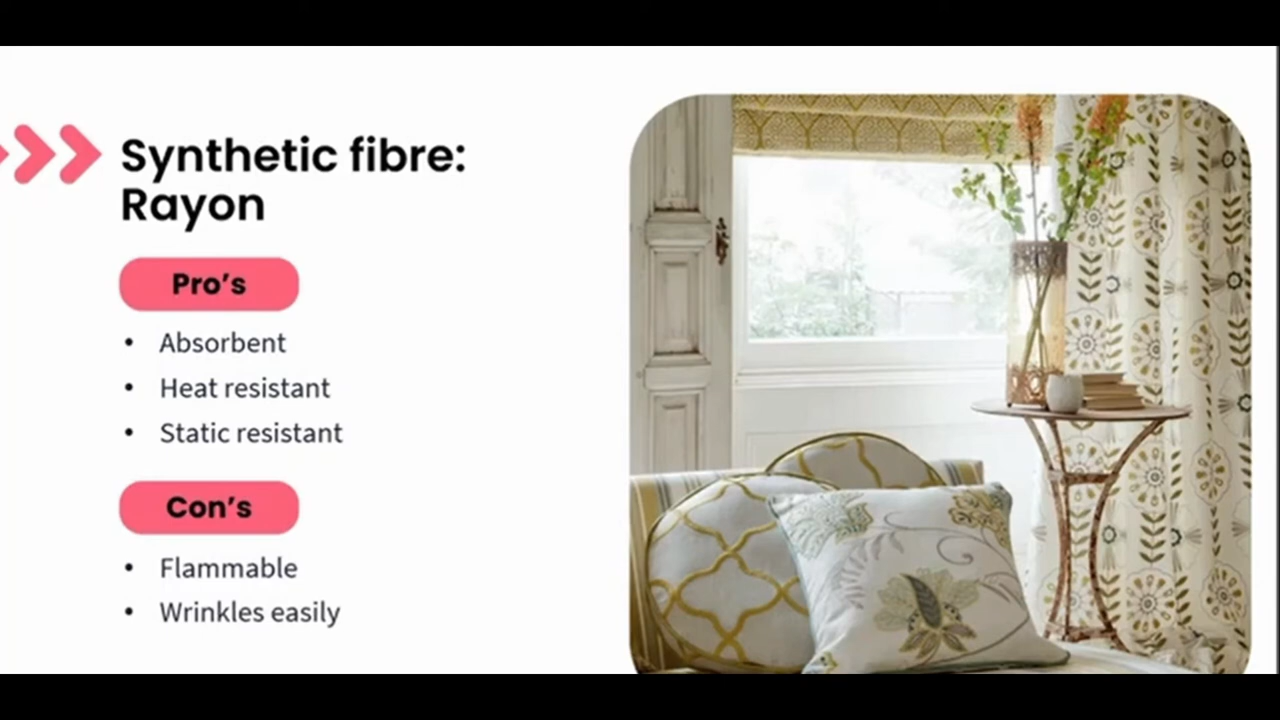 Synthetic fibre:
Rayon
Pro's
• Absorbent
• Heat resistant
• Static resistant
Con's
• Flammable
• Wrinkles easily